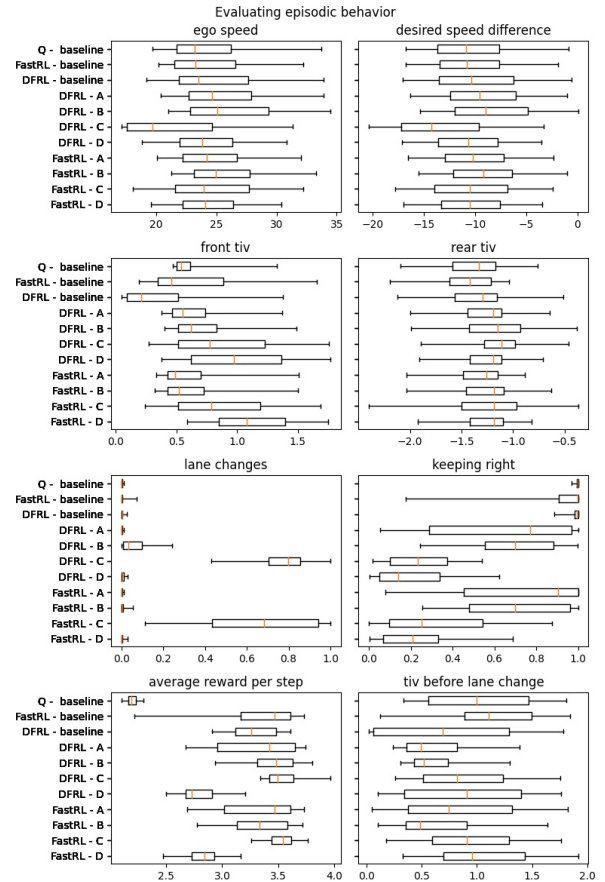 Evaluating episodic behavior
ego speed
desired speed difference
Q - baseline
FastRL - baseline
DFRL - baseline
DFRL - A
DFRL - B
DFRL - C
DFRL - D
FastRL - A
FastRL - B
FastRL - C
FastRL - D
20 25 30 35
−20 −15 −10 −5 0
front tiv
rear tiv
Q - baseline
FastRL - baseline
DFRL - baseline
DFRL - A
DFRL - B
DFRL - C
DFRL - D
FastRL - A
FastRL - B
FastRL - C
FastRL - D
0.0 0.5 1.0 1.5
−2.0 −1.5 −1.0 −0.5
lane changes
keeping right
Q - baseline
FastRL - baseline
DFRL - baseline
DFRL - A
DFRL - B
DFRL - C
DFRL - D
FastRL - A
FastRL - B
FastRL - C
FastRL - D
0.0 0.2 0.4 0.6 0.8 1.0
0.0 0.2 0.4 0.6 0.8 1.0
average reward per step
tiv before lane change
Q - baseline
FastRL - baseline
DFRL - baseline
DFRL - A
DFRL - B
DFRL - C
DFRL - D
FastRL - A
FastRL - B
FastRL - C
FastRL - D
2.5 3.0 3.5 4.0
0.0 0.5 1.0 1.5 2.0